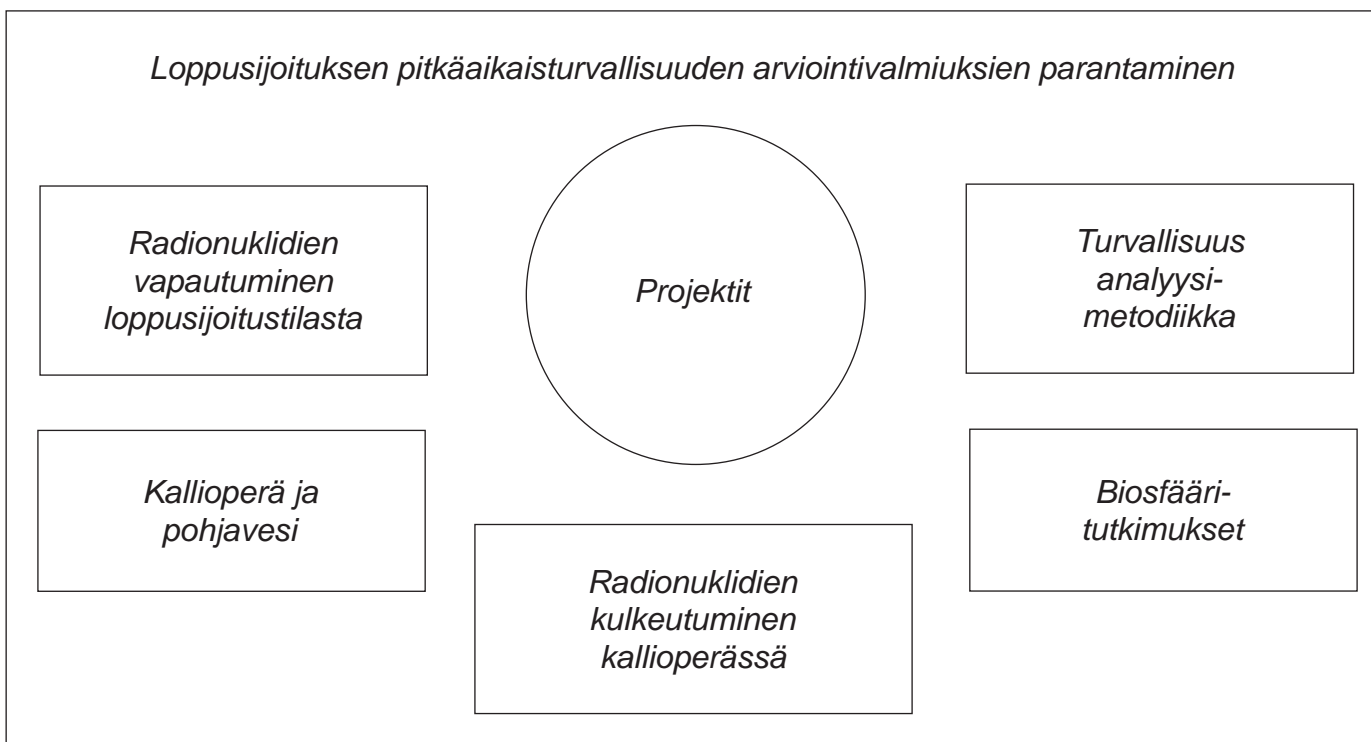 Loppusijoituksen pitkäaikaisturvallisuuden arviointivalmiuksien parantaminen
Radionuklidien
vapautuminen
loppusijoitustilasta
Projektit
Turvallisuus
analyysi-
metodiikka
Kallioperä ja
pohjavesi
Biosfääri-
tutkimukset
Radionuklidien
kulkeutuminen
kallioperässä